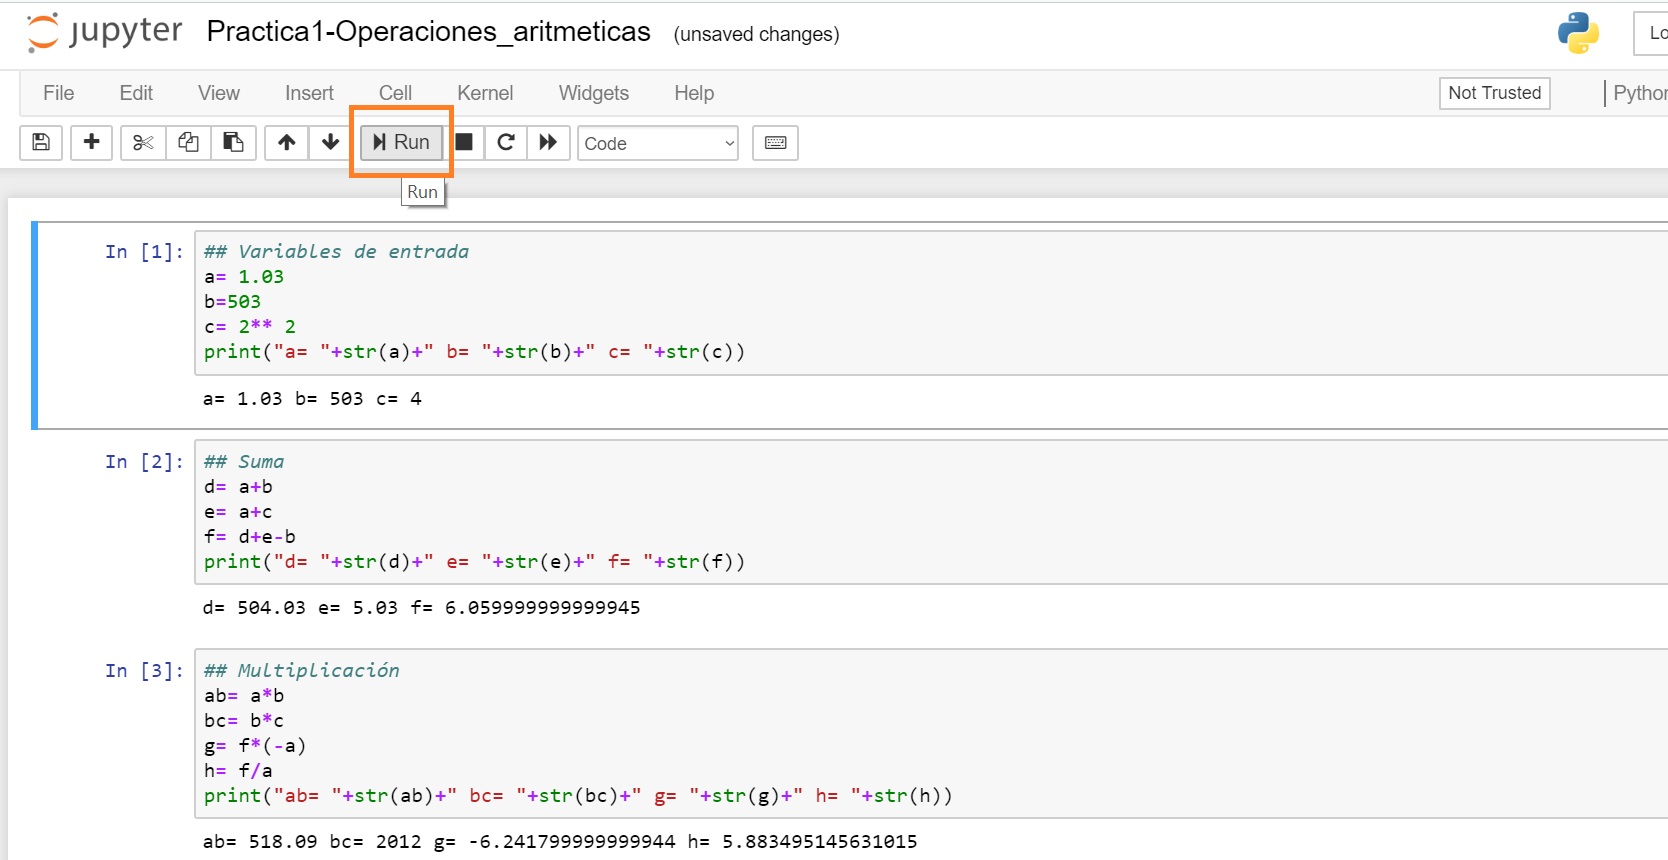 jupyter Practica1-Operaciones_aritmeticas (unsaved changes) Lo
File Edit View Insert Cell Kernel Widgets Help Not Trusted Python
Run Code
Run
In [1]: ## Variables de entrada
a= 1.03
b=503
c= 2** 2
print("a= "+str(a)+" b= "+str(b)+" c= "+str(c))
a= 1.03 b= 503 c= 4
In [2]: ## Suma
d= a+b
e= a+c
f= d+e-b
print("d= "+str(d)+" e= "+str(e)+" f= "+str(f))
d= 504.03 e= 5.03 f= 6.059999999999945
In [3]: ## Multiplicación
ab= a*b
bc= b*c
g= f*(-a)
h= f/a
print("ab= "+str(ab)+" bc= "+str(bc)+" g= "+str(g)+" h= "+str(h))
ab= 518.09 bc= 2012 g= -6.241799999999944 h= 5.883495145631015